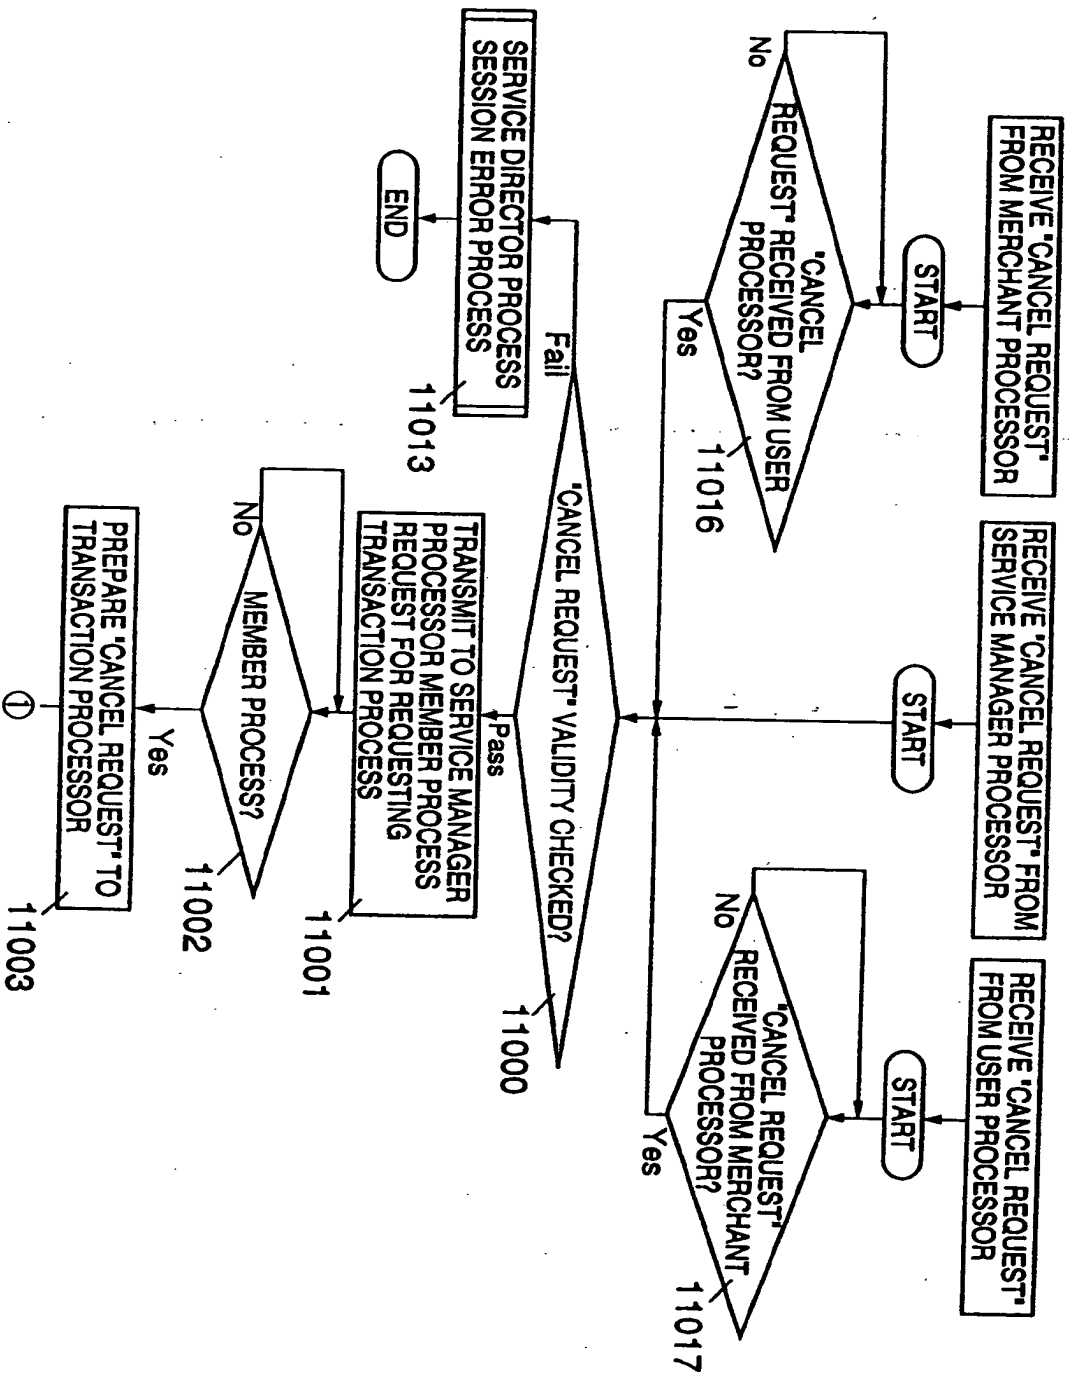 RECEIVE "CANCEL REQUEST"
FROM MERCHANT PROCESSOR
RECEIVE "CANCEL REQUEST" FROM
SERVICE MANAGER PROCESSOR
RECEIVE "CANCEL REQUEST"
FROM USER PROCESSOR
START
START
START
"CANCEL
REQUEST" RECEIVED FROM USER
PROCESSOR?
No
Yes
11016
"CANCEL REQUEST"
RECEIVED FROM MERCHANT
PROCESSOR?
No
Yes
11017
"CANCEL REQUEST" VALIDITY CHECKED?
Fail
Pass
11000
SERVICE DIRECTOR PROCESS
SESSION ERROR PROCESS
11013
END
TRANSMIT TO SERVICE MANAGER
PROCESSOR MEMBER PROCESS
REQUEST FOR REQUESTING
TRANSACTION PROCESS
11001
MEMBER PROCESS?
No
Yes
11002
PREPARE "CANCEL REQUEST" TO
TRANSACTION PROCESSOR
11003
①